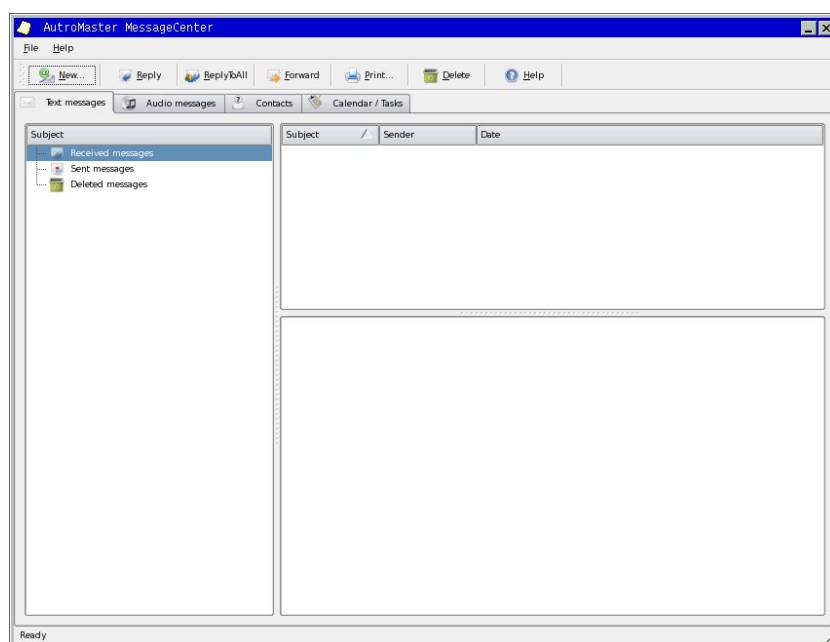 AutroMaster MessageCenter
File Help
New... Reply ReplyToAll Forward Print... Delete Help
Text messages Audio messages Contacts Calendar / Tasks
Subject Subject Sender Date
Received messages
Sent messages
Deleted messages
Ready